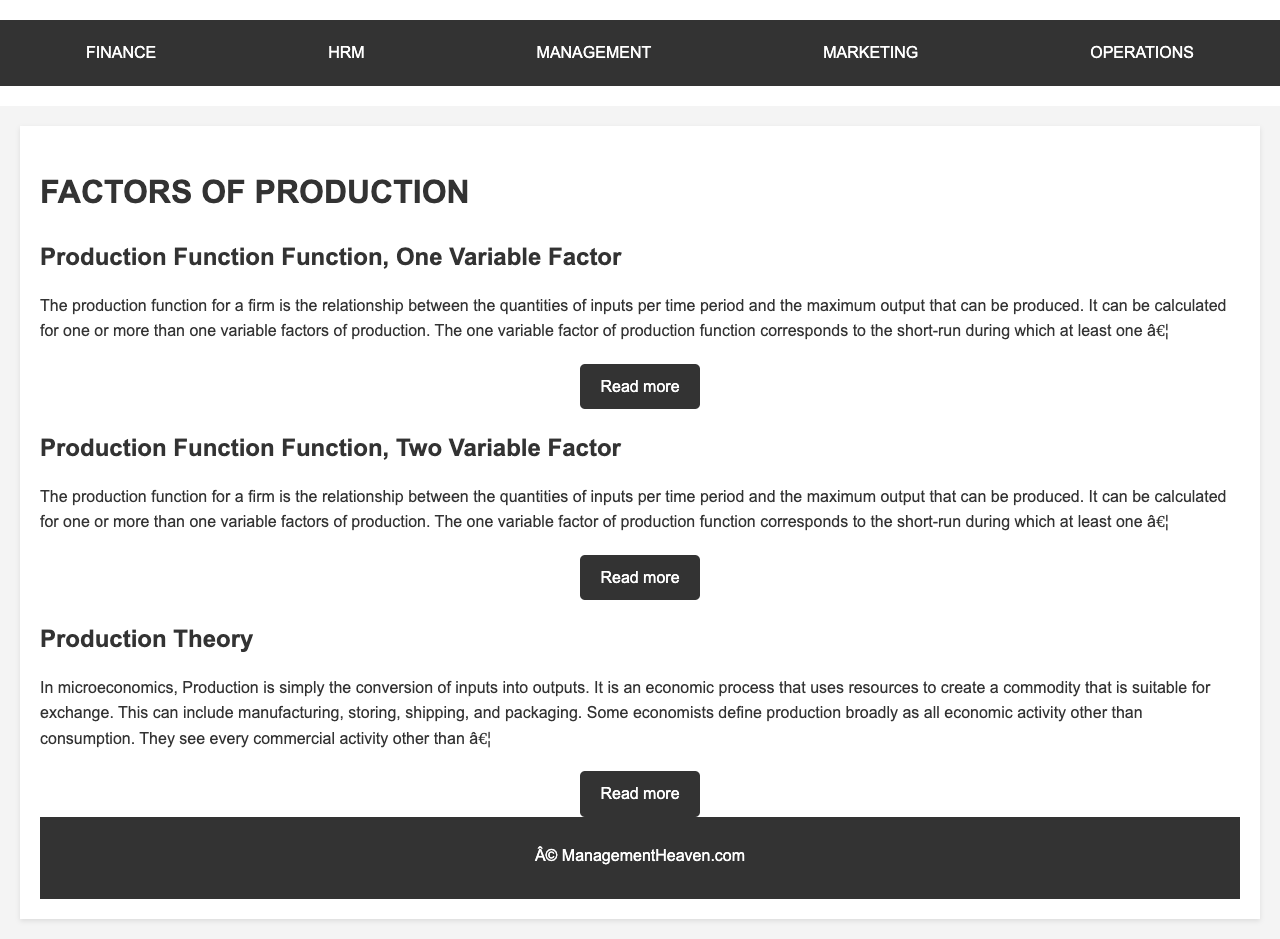 FINANCE HRM MANAGEMENT MARKETING OPERATIONS
FACTORS OF PRODUCTION
Production Function Function, One Variable Factor
The production function for a firm is the relationship between the quantities of inputs per time period and the maximum output that can be produced. It can be calculated
for one or more than one variable factors of production. The one variable factor of production function corresponds to the short-run during which at least one â€¦
Read more
Production Function Function, Two Variable Factor
The production function for a firm is the relationship between the quantities of inputs per time period and the maximum output that can be produced. It can be calculated
for one or more than one variable factors of production. The one variable factor of production function corresponds to the short-run during which at least one â€¦
Read more
Production Theory
In microeconomics, Production is simply the conversion of inputs into outputs. It is an economic process that uses resources to create a commodity that is suitable for
exchange. This can include manufacturing, storing, shipping, and packaging. Some economists define production broadly as all economic activity other than
consumption. They see every commercial activity other than â€¦
Read more
Â© ManagementHeaven.com